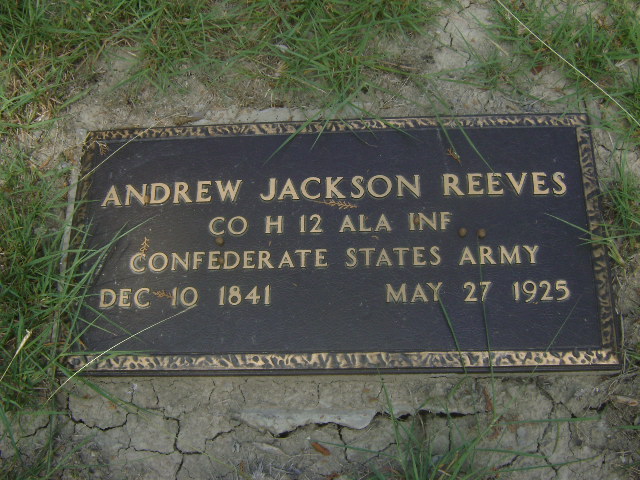 ANDREW JACKSON REEVES
CO H 12 ALA INF
CONFEDERATE STATES ARMY
DEC 10 1841 MAY 27 1925